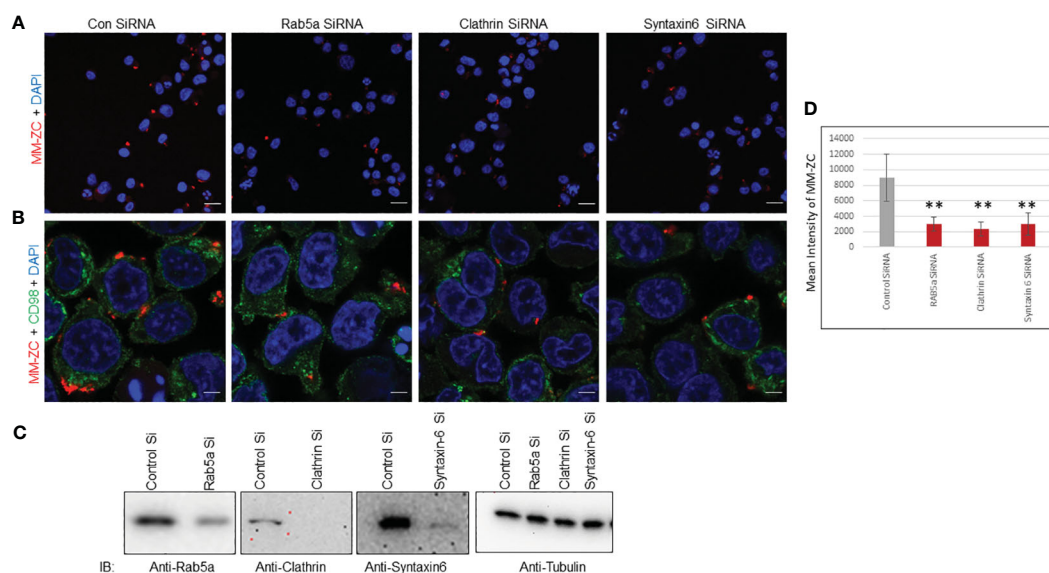 A
Con SiRNA
Rab5a SiRNA
Clathrin SiRNA
Syntaxin6 SiRNA
MM-ZC + DAPI
B
MM-ZC + CD98 + DAPI
C
Control Si
Rab5a Si
Control Si
Clathrin Si
Control Si
Syntaxin-6 Si
Control Si
Rab5a Si
Clathrin Si
Syntaxin-6 Si
IB:
Anti-Rab5a
Anti-Clathrin
Anti-Syntaxin6
Anti-Tubulin
D
Mean Intensity of MM-ZC
14000
12000
10000
8000
6000
4000
2000
0
**
**
**
Control SiRNA
RAB5a SiRNA
Clathrin SiRNA
Syntaxin 6 SiRNA